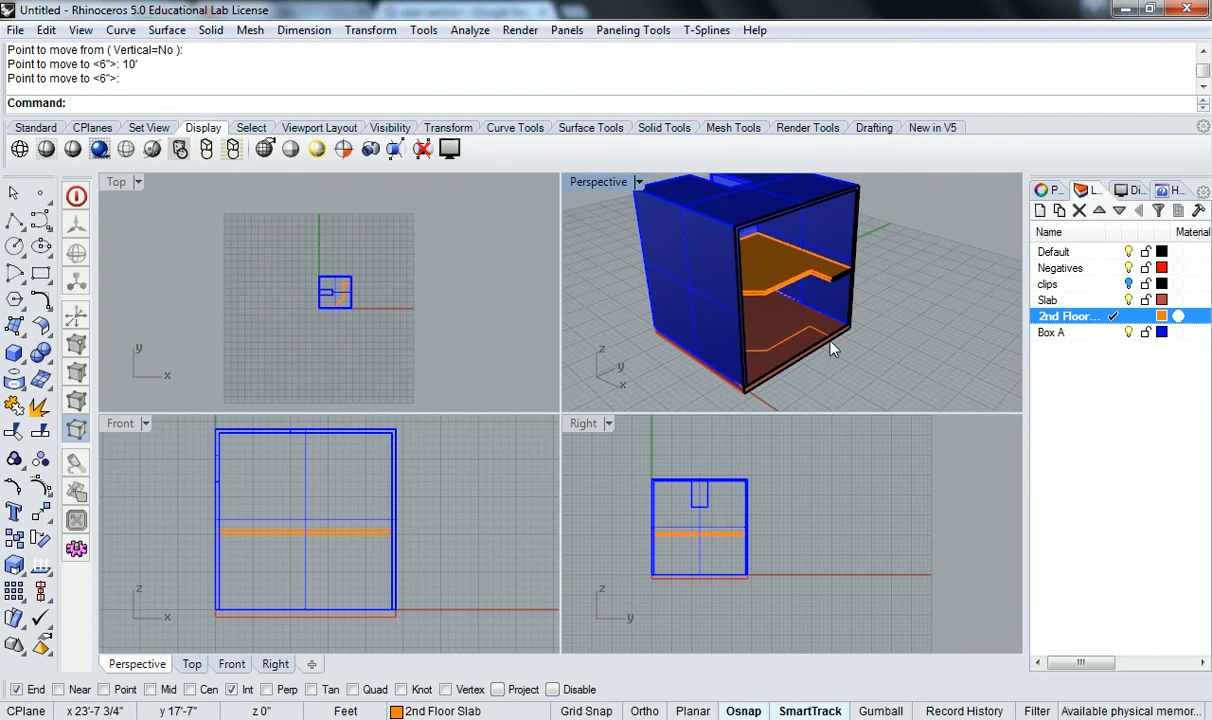 Untitled - Rhinoceros 5.0 Educational Lab License
File Edit View Curve Surface Solid Mesh Dimension Transform Tools Analyze Render Panels Paneling Tools T-Splines Help
Point to move from ( Vertical=No ):
Point to move to <6">: 10'
Point to move to <6">:
Command:
Standard CPlanes Set View Display Select Viewport Layout Visibility Transform Curve Tools Surface Tools Solid Tools Mesh Tools Render Tools Drafting New in V5
Top
Perspective
P... L... Di... H...
Name Material
Default
Negatives
clips
Slab
2nd Floor...
Box A
y
x
z
y
x
Front
Right
z
x
z
y
Perspective Top Front Right
End Near Point Mid Cen Int Perp Tan Quad Knot Vertex Project Disable
CPlane x 23'-7 3/4" y 17'-7" z 0" Feet 2nd Floor Slab Grid Snap Ortho Planar Osnap SmartTrack Gumball Record History Filter Available physical memor...